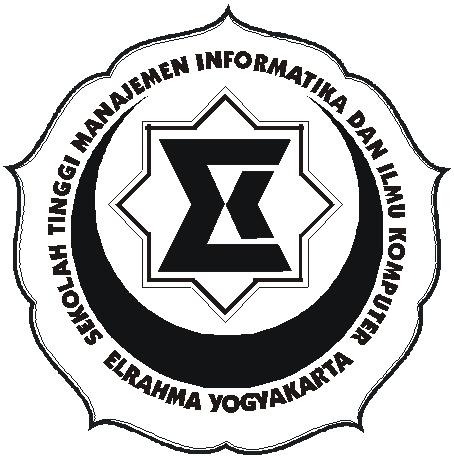 SEKOLAH TINGGI MANAJEMEN INFORMATIKA DAN ILMU KOMPUTER
ELRAHMA YOGYAKARTA